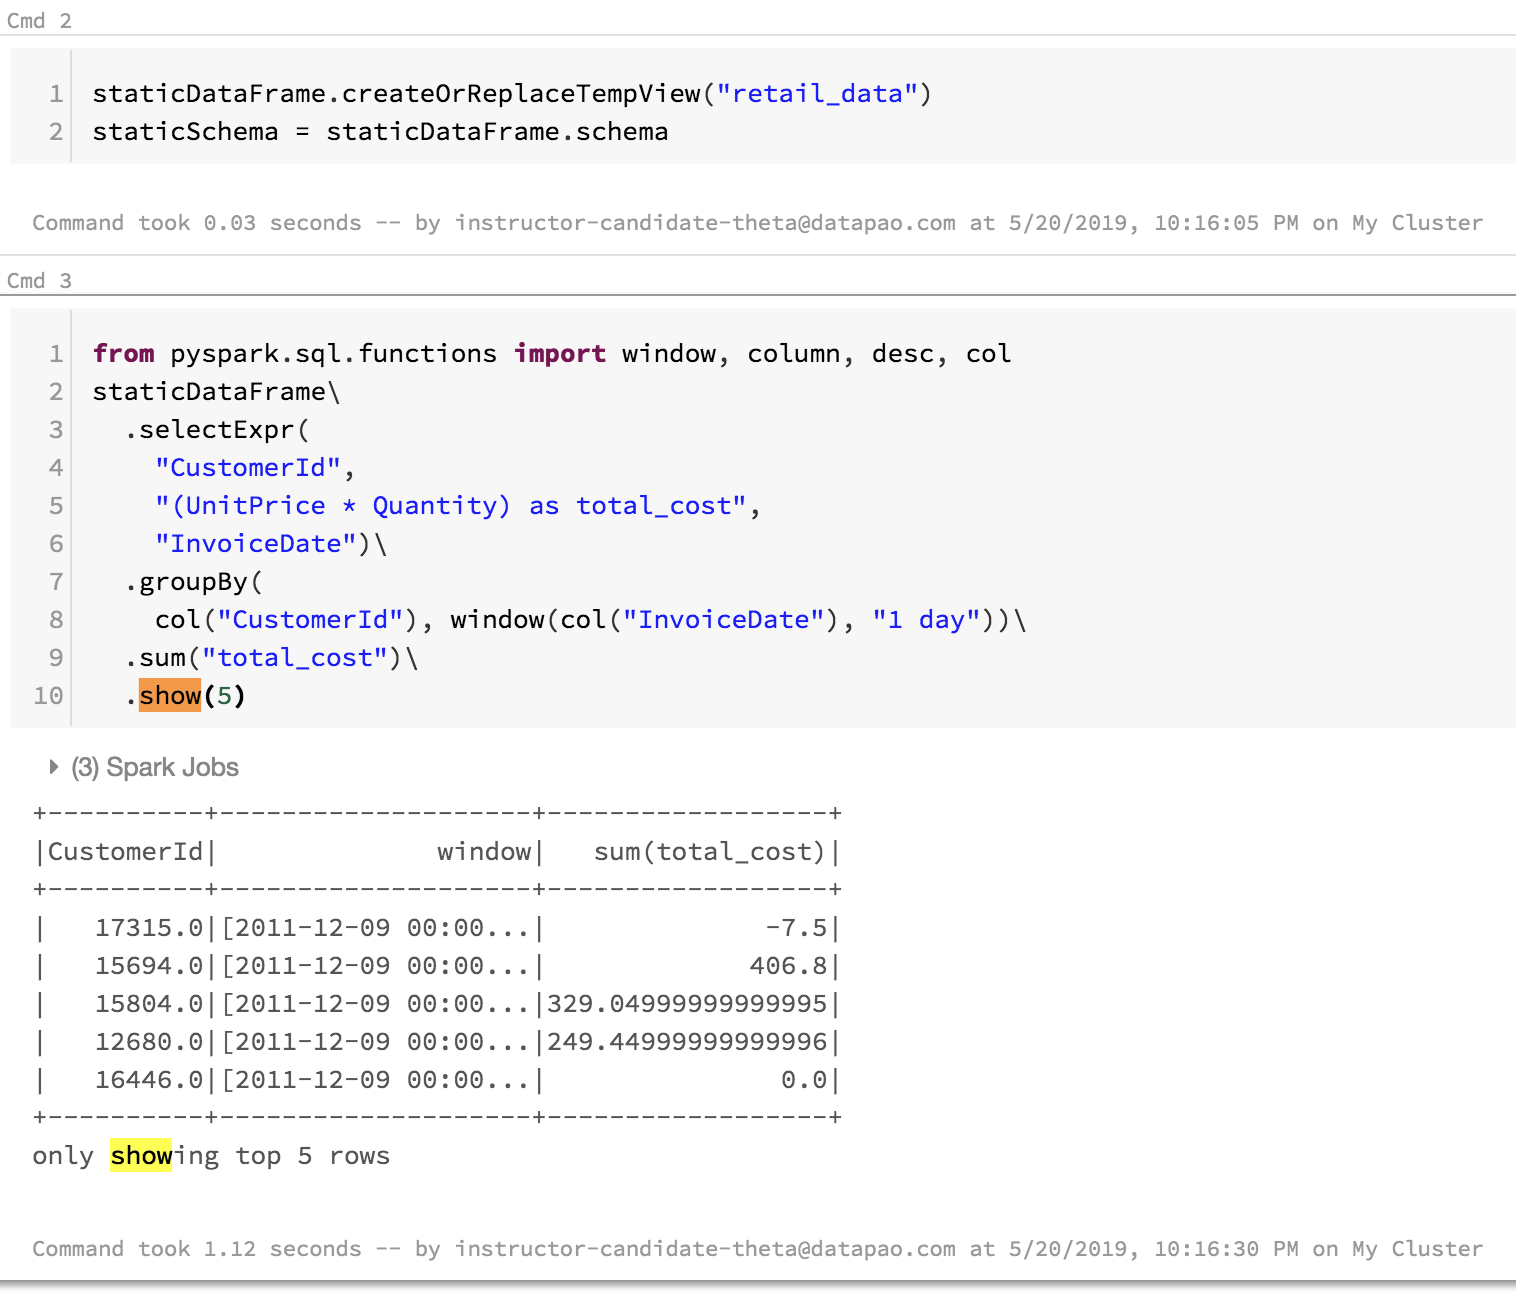 Cmd 2
1 staticDataFrame.createOrReplaceTempView("retail_data")
2 staticSchema = staticDataFrame.schema
Command took 0.03 seconds -- by instructor-candidate-theta@datapao.com at 5/20/2019, 10:16:05 PM on My Cluster
Cmd 3
1 from pyspark.sql.functions import window, column, desc, col
2 staticDataFrame\
3   .selectExpr(
4     "CustomerId",
5     "(UnitPrice * Quantity) as total_cost",
6     "InvoiceDate")\
7   .groupBy(
8     col("CustomerId"), window(col("InvoiceDate"), "1 day"))\
9   .sum("total_cost")\
10   .show(5)
(3) Spark Jobs
+----------+--------------------+------------------+
|CustomerId|              window|   sum(total_cost)|
+----------+--------------------+------------------+
|   17315.0|[2011-12-09 00:00...|              -7.5|
|   15694.0|[2011-12-09 00:00...|             406.8|
|   15804.0|[2011-12-09 00:00...|329.04999999999995|
|   12680.0|[2011-12-09 00:00...|249.44999999999996|
|   16446.0|[2011-12-09 00:00...|               0.0|
+----------+--------------------+------------------+
only showing top 5 rows
Command took 1.12 seconds -- by instructor-candidate-theta@datapao.com at 5/20/2019, 10:16:30 PM on My Cluster